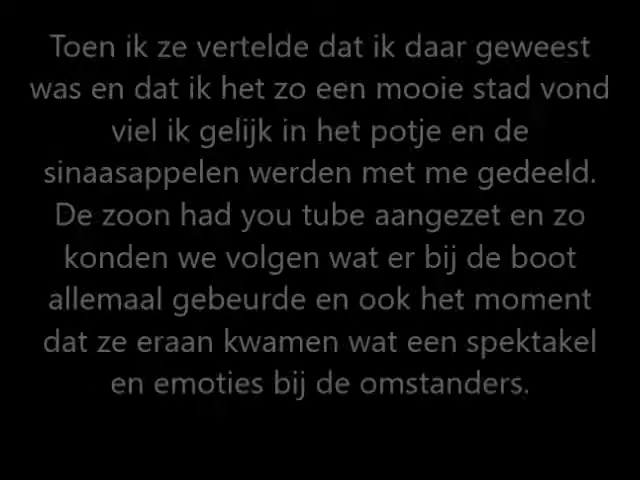 Toen ik ze vertelde dat ik daar geweest
was en dat ik het zo een mooie stad vond
viel ik gelijk in het potje en de
sinaasappelen werden met me gedeeld.
De zoon had you tube aangezet en zo
konden we volgen wat er bij de boot
allemaal gebeurde en ook het moment
dat ze eraan kwamen wat een spektakel
en emoties bij de omstanders.